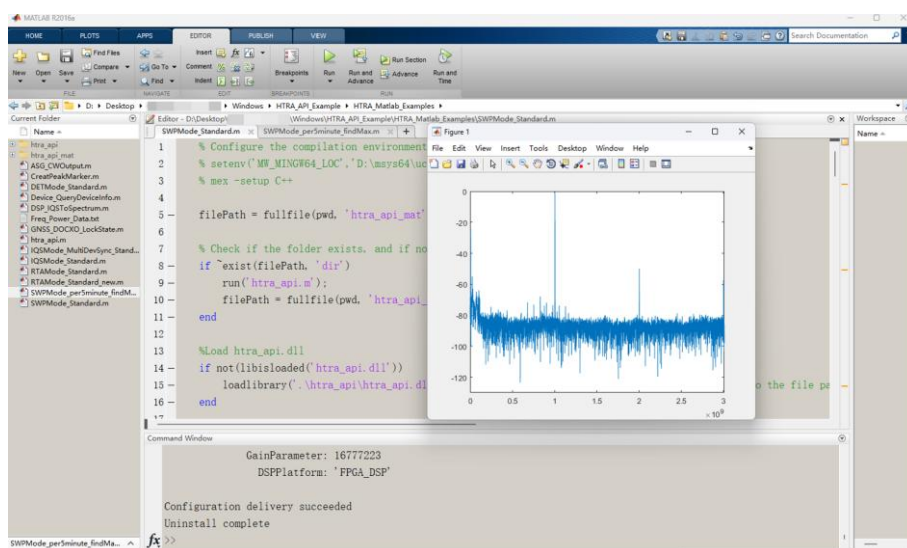 MATLAB R2016a
HOME PLOTS APPS EDITOR PUBLISH VIEW
Search Documentation
New Open Save Find Files Compare Print
Go To Find
Insert Comment Indent
Breakpoints
Run
Run and Advance
Run Section
Advance
Run and Time
FILE NAVIGATE EDIT BREAKPOINTS RUN
D: ▸ Desktop ▸ Windows ▸ HTRA_API_Example ▸ HTRA_Matlab_Examples ▸
Current Folder
Name
htra_api
htra_api_mat
ASG_CWOutput.m
CreatPeakMarker.m
DETMode_Standard.m
Device_QueryDeviceInfo.m
DSP_IQSToSpectrum.m
Freq_Power_Data.txt
GNSS_DOCXO_LockState.m
htra_api.m
IQSMode_MultiDevSync_Stand...
IQSMode_Standard.m
RTAMode_Standard.m
RTAMode_Standard_new.m
SWPMode_per5minute_findM...
SWPMode_Standard.m
SWPMode_per5minute_findMa...
Editor - D:\Desktop\ \Windows\HTRA_API_Example\HTRA_Matlab_Examples\SWPMode_Standard.m
SWPMode_Standard.m SWPMode_per5minute_findMax.m
1 % Configure the compilation environment
2 % setenv('MW_MINGW64_LOC','D:\msys64\uc
3 % mex -setup C++
4
5 filePath = fullfile(pwd, 'htra_api_mat'
6
7 % Check if the folder exists, and if no
8 if ~exist(filePath, 'dir')
9 run('htra_api.m');
10 filePath = fullfile(pwd, 'htra_api_
11 end
12
13 %Load htra_api.dll
14 if not(libisloaded('htra_api.dll'))
15 loadlibrary('.\htra_api\htra_api.dl o the file pa
16 end
17
Figure 1
File Edit View Insert Tools Desktop Window Help
0
-20
-40
-60
-80
-100
-120
0 0.5 1 1.5 2 2.5 3
×10⁹
Workspace
Name
Command Window
GainParameter: 16777223
DSPPlatform: 'FPGA_DSP'
Configuration delivery succeeded
Uninstall complete
fx >>